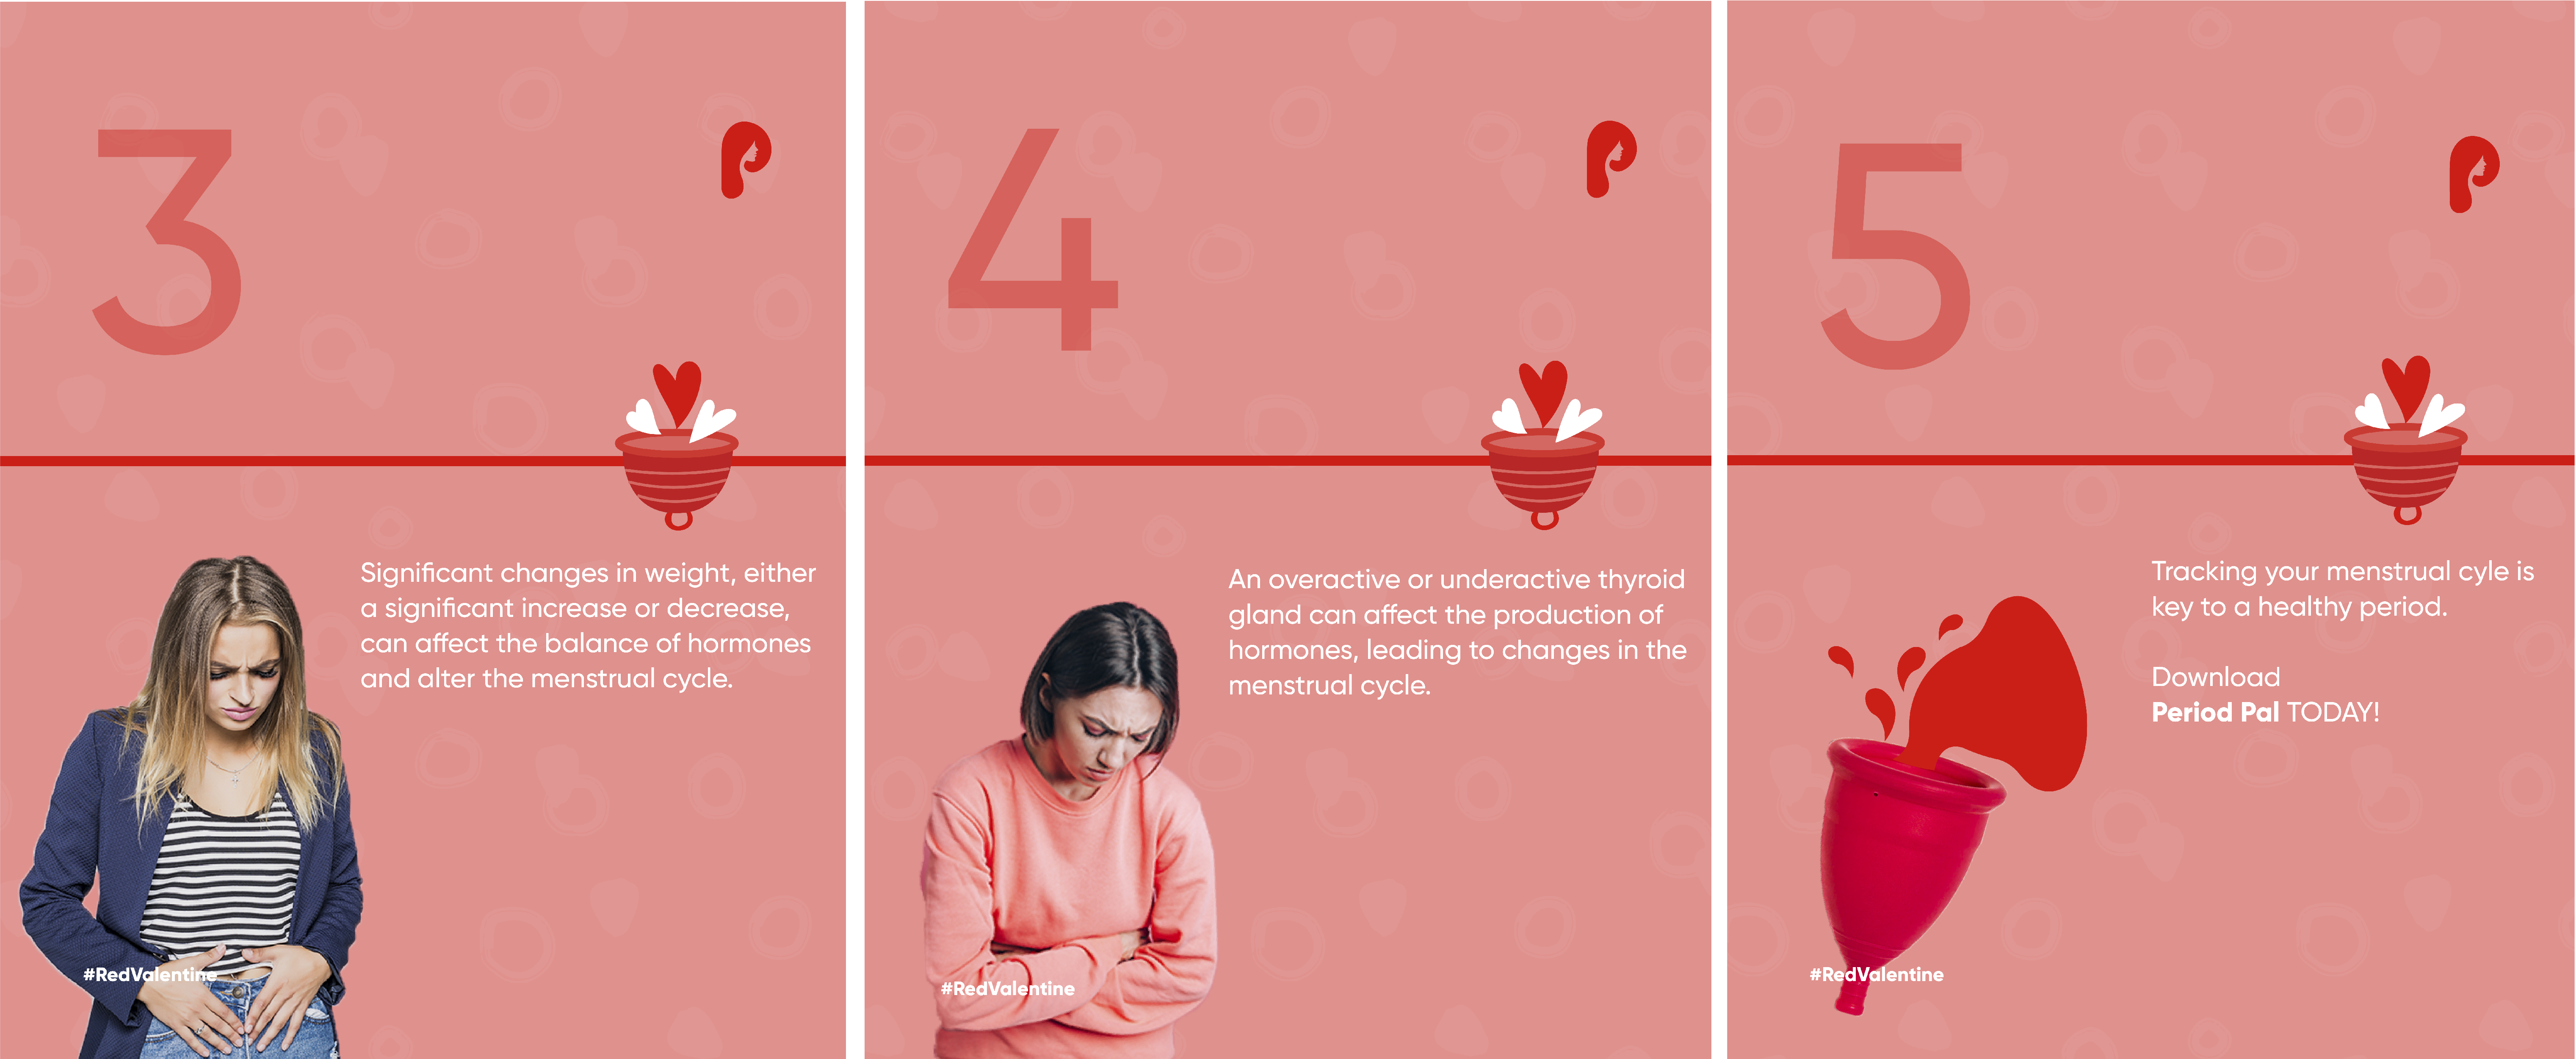 3
Significant changes in weight, either
a significant increase or decrease,
can affect the balance of hormones
and alter the menstrual cycle.
#RedValentine
4
An overactive or underactive thyroid
gland can affect the production of
hormones, leading to changes in the
menstrual cycle.
#RedValentine
5
Tracking your menstrual cyle is
key to a healthy period.
Download
Period Pal TODAY!
#RedValentine